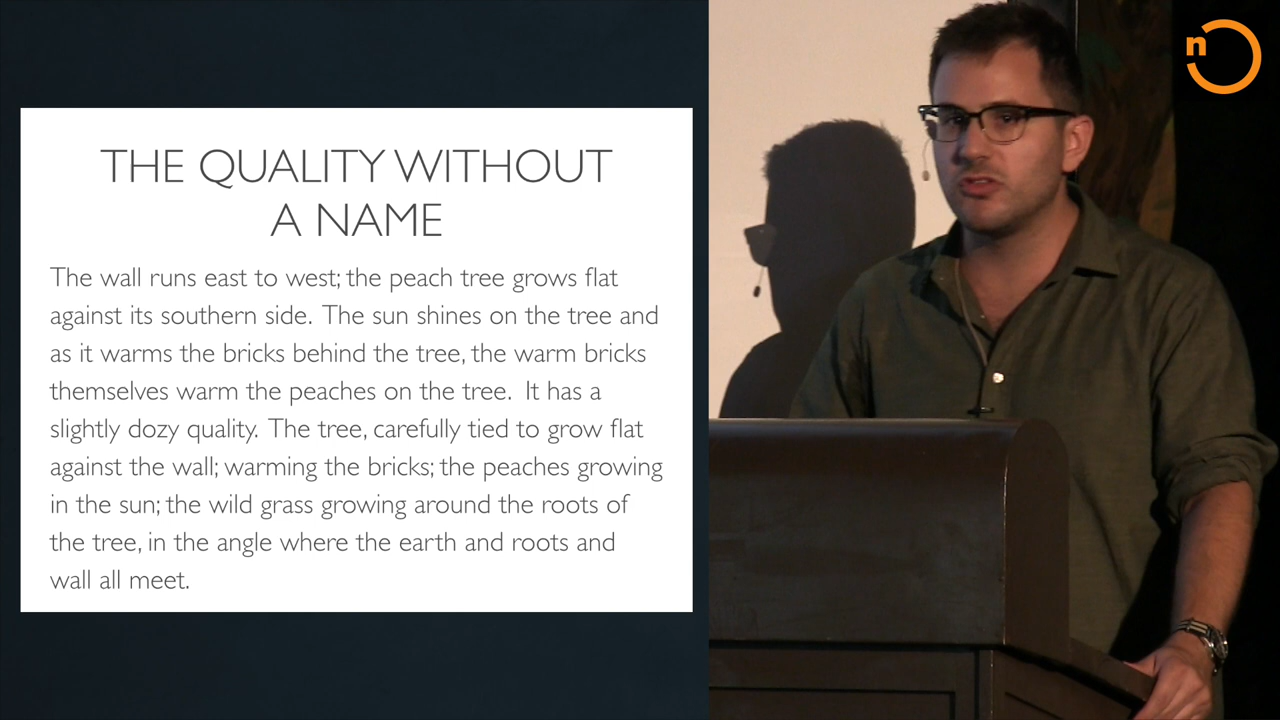 THE QUALITY WITHOUT
A NAME
The wall runs east to west; the peach tree grows flat
against its southern side. The sun shines on the tree and
as it warms the bricks behind the tree, the warm bricks
themselves warm the peaches on the tree. It has a
slightly dozy quality. The tree, carefully tied to grow flat
against the wall; warming the bricks; the peaches growing
in the sun; the wild grass growing around the roots of
the tree, in the angle where the earth and roots and
wall all meet.
n